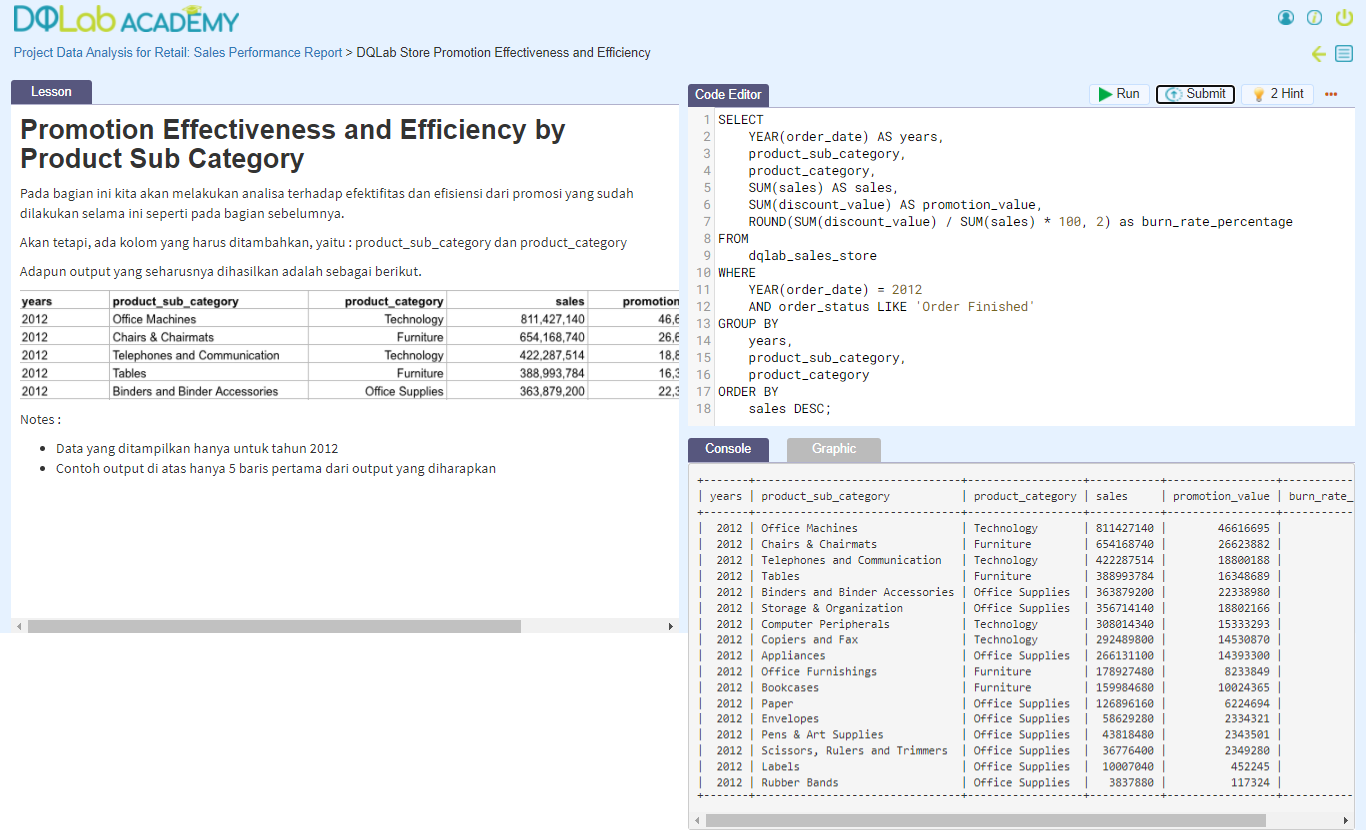 DQLab ACADEMY
Project Data Analysis for Retail: Sales Performance Report > DQLab Store Promotion Effectiveness and Efficiency
Lesson
Promotion Effectiveness and Efficiency by
Product Sub Category
Pada bagian ini kita akan melakukan analisa terhadap efektifitas dan efisiensi dari promosi yang sudah
dilakukan selama ini seperti pada bagian sebelumnya.
Akan tetapi, ada kolom yang harus ditambahkan, yaitu : product_sub_category dan product_category
Adapun output yang seharusnya dihasilkan adalah sebagai berikut.
years product_sub_category product_category sales promotion
2012 Office Machines Technology 811,427,140 46,6
2012 Chairs & Chairmats Furniture 654,168,740 26,6
2012 Telephones and Communication Technology 422,287,514 18,8
2012 Tables Furniture 388,993,784 16,3
2012 Binders and Binder Accessories Office Supplies 363,879,200 22,3
Notes :
• Data yang ditampilkan hanya untuk tahun 2012
• Contoh output di atas hanya 5 baris pertama dari output yang diharapkan
Code Editor
Run
Submit
2 Hint
1 SELECT
2 YEAR(order_date) AS years,
3 product_sub_category,
4 product_category,
5 SUM(sales) AS sales,
6 SUM(discount_value) AS promotion_value,
7 ROUND(SUM(discount_value) / SUM(sales) * 100, 2) as burn_rate_percentage
8 FROM
9 dqlab_sales_store
10 WHERE
11 YEAR(order_date) = 2012
12 AND order_status LIKE 'Order Finished'
13 GROUP BY
14 years,
15 product_sub_category,
16 product_category
17 ORDER BY
18 sales DESC;
Console
Graphic
| years | product_sub_category | product_category | sales | promotion_value | burn_rate_
| 2012 | Office Machines | Technology | 811427140 | 46616695 |
| 2012 | Chairs & Chairmats | Furniture | 654168740 | 26623882 |
| 2012 | Telephones and Communication | Technology | 422287514 | 18800188 |
| 2012 | Tables | Furniture | 388993784 | 16348689 |
| 2012 | Binders and Binder Accessories | Office Supplies | 363879200 | 22338980 |
| 2012 | Storage & Organization | Office Supplies | 356714140 | 18802166 |
| 2012 | Computer Peripherals | Technology | 308014340 | 15333293 |
| 2012 | Copiers and Fax | Technology | 292489800 | 14530870 |
| 2012 | Appliances | Office Supplies | 266131100 | 14393300 |
| 2012 | Office Furnishings | Furniture | 178927480 | 8233849 |
| 2012 | Bookcases | Furniture | 159984680 | 10024365 |
| 2012 | Paper | Office Supplies | 126896160 | 6224694 |
| 2012 | Envelopes | Office Supplies | 58629280 | 2334321 |
| 2012 | Pens & Art Supplies | Office Supplies | 43818480 | 2343501 |
| 2012 | Scissors, Rulers and Trimmers | Office Supplies | 36776400 | 2349280 |
| 2012 | Labels | Office Supplies | 10007040 | 452245 |
| 2012 | Rubber Bands | Office Supplies | 3837880 | 117324 |